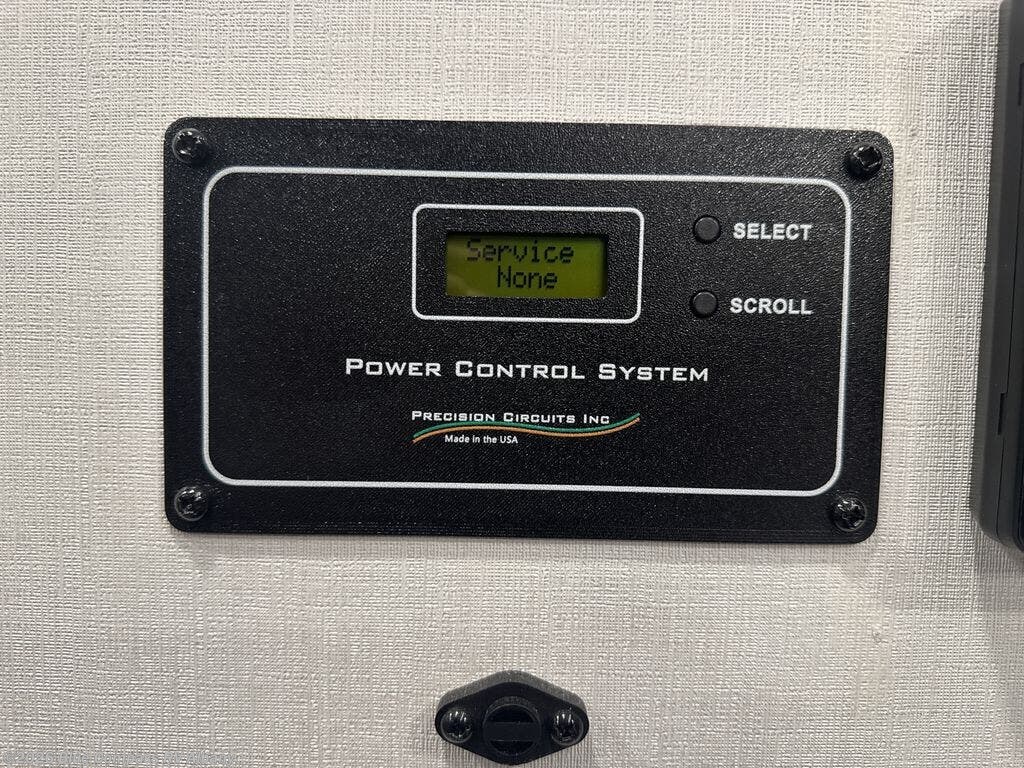 Service
None
SELECT
SCROLL
POWER CONTROL SYSTEM
PRECISION CIRCUITS INC
Made in the USA